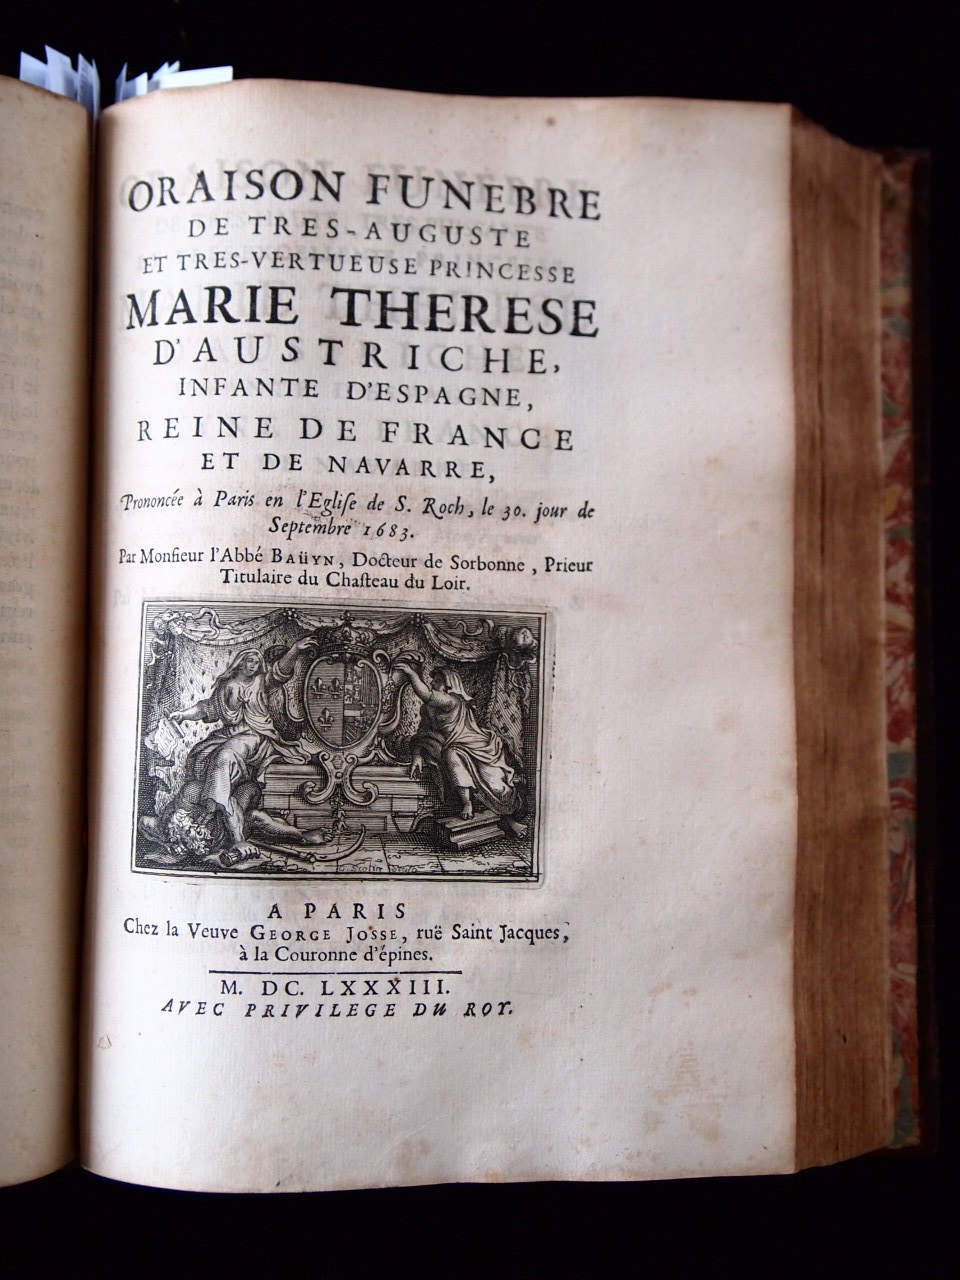 ORAISON FUNEBRE
DE TRES-AUGUSTE
ET TRES-VERTUEUSE PRINCESSE
MARIE THERESE
D'AUSTRICHE,
INFANTE D'ESPAGNE,
REINE DE FRANCE
ET DE NAVARRE,
Prononcée à Paris en l'Egliſe de S. Roch, le 30. jour de
Septembre 1683.
Par Monſieur l'Abbé BAÜYN, Docteur de Sorbonne, Prieur
Titulaire du Chaſteau du Loir.
A PARIS
Chez la Veuve GEORGE JOSSE, ruë Saint Jacques,
à la Couronne d'épines.
M. DC. LXXXIII.
AVEC PRIVILEGE DU ROY.